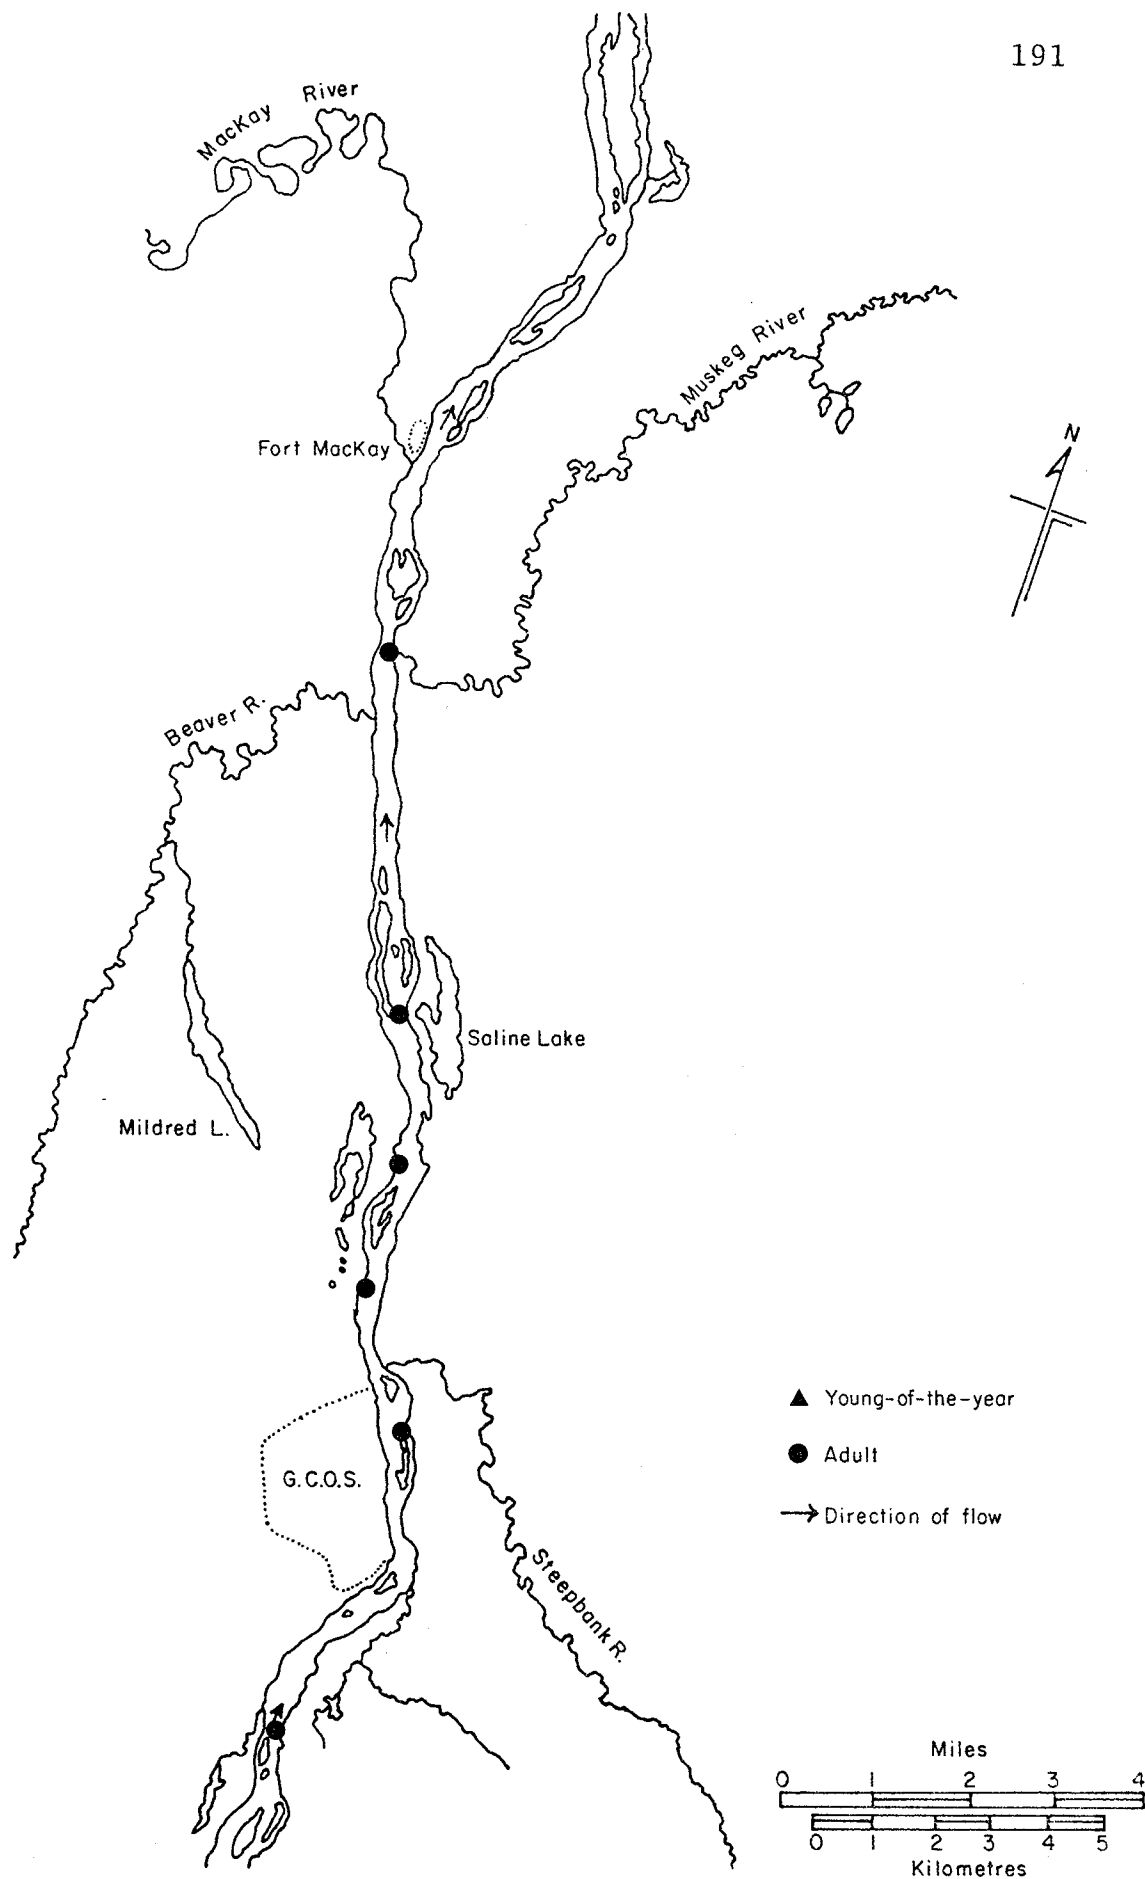 191
MacKay River
Muskeg River
Fort MacKay
N
Beaver R.
Saline Lake
Mildred L.
Young-of-the-year
Adult
G.C.O.S.
Direction of flow
Steepbank R.
Miles
0 1 2 3 4
0 1 2 3 4 5
Kilometres